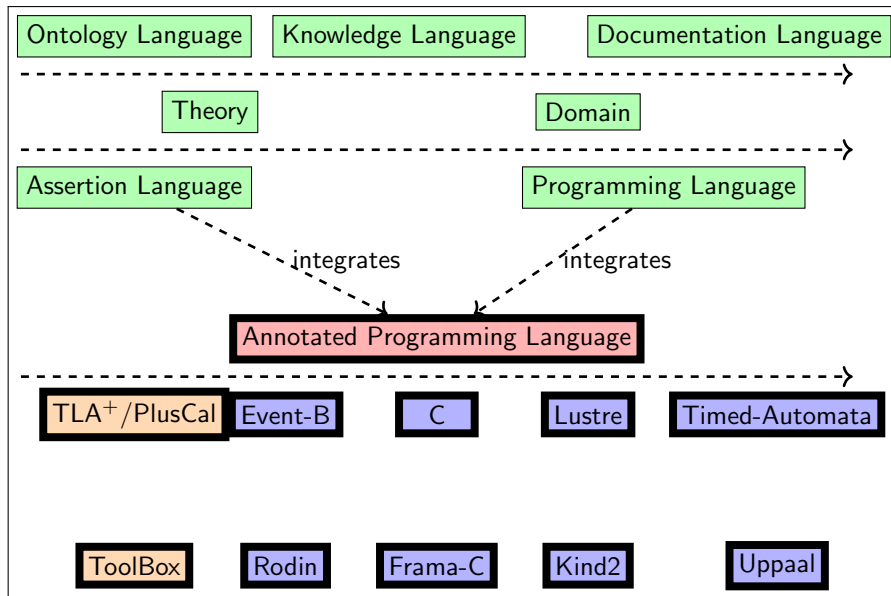 Ontology Language Knowledge Language Documentation Language
Theory Domain
Assertion Language Programming Language
integrates integrates
Annotated Programming Language
TLA⁺/PlusCal Event-B C Lustre Timed-Automata
ToolBox Rodin Frama-C Kind2 Uppaal